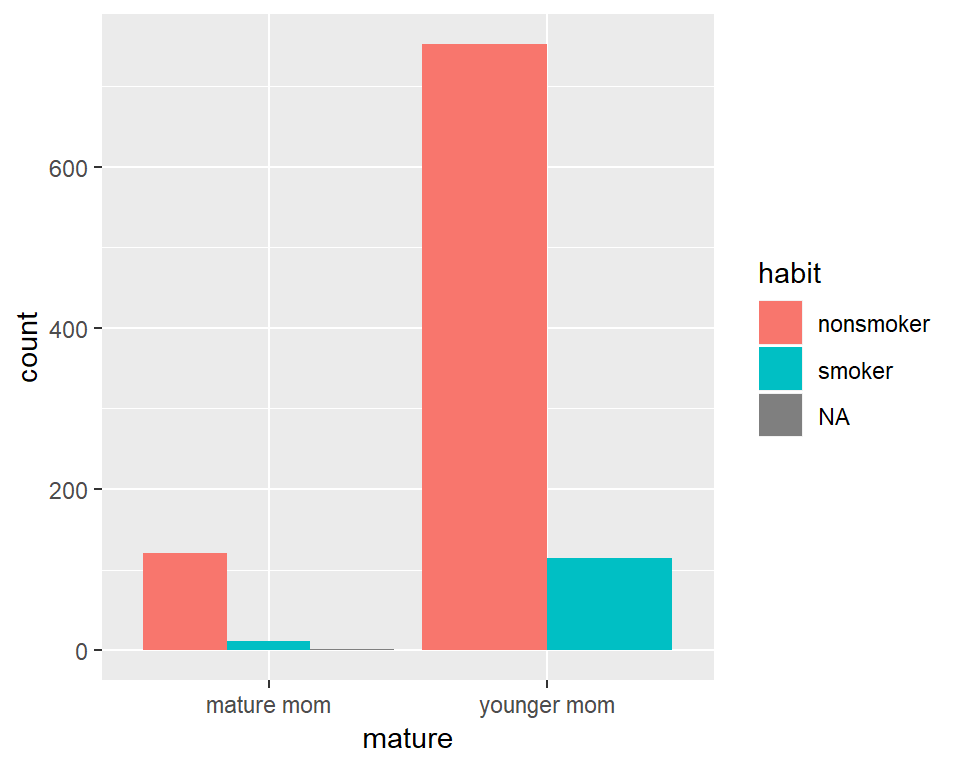 600
400
200
0
count
mature mom
younger mom
mature
habit
nonsmoker
smoker
NA